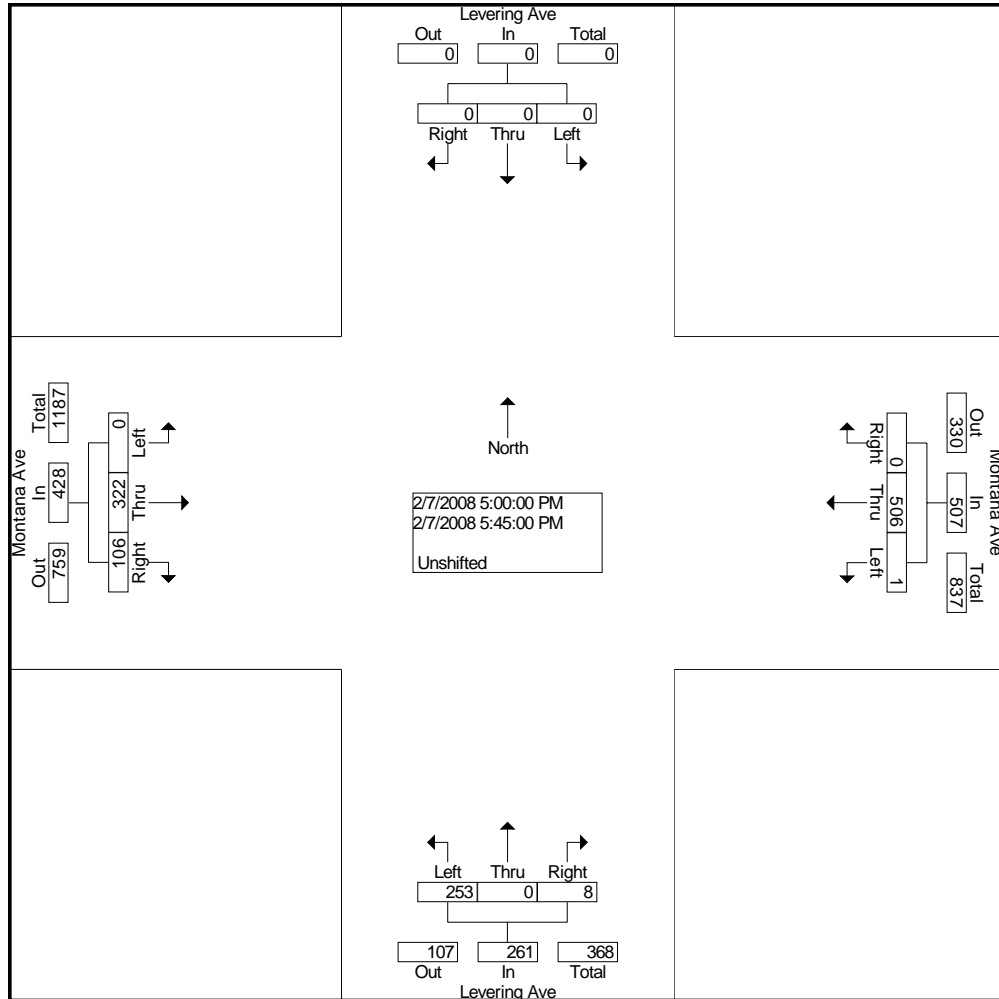 Levering Ave
Out In Total
0 0 0
0 0 0
Right Thru Left
Montana Ave
Total In Out
1187 428 759
0 322 106
Left Thru Right
North
2/7/2008 5:00:00 PM
2/7/2008 5:45:00 PM
Unshifted
Right Thru Left
0 506 1
330 507 837
Out In Total
Montana Ave
Left Thru Right
253 0 8
107 261 368
Out In Total
Levering Ave